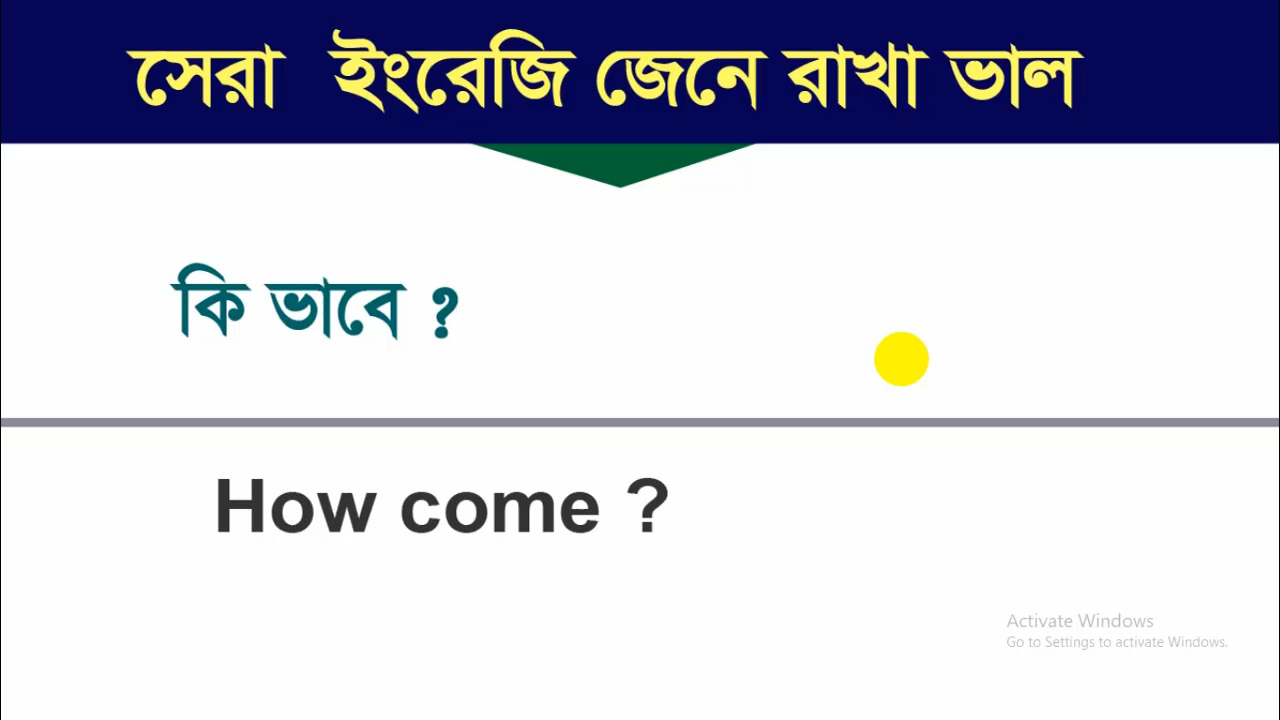 সেরা ইংরেজি জেনে রাখা ভাল
কি ভাবে ?
How come ?
Activate Windows
Go to Settings to activate Windows.